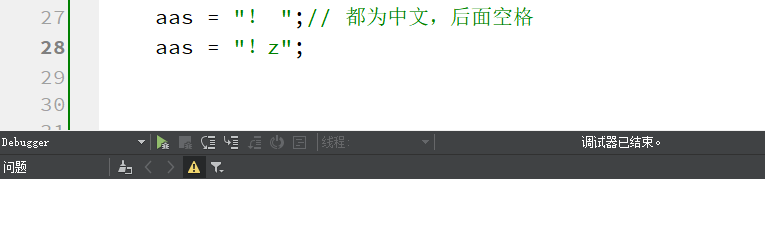 27 aas = "！ ";// 都为中文，后面空格
28 aas = "！z";
29
30
31
Debugger 线程: 调试器已结束。
问题